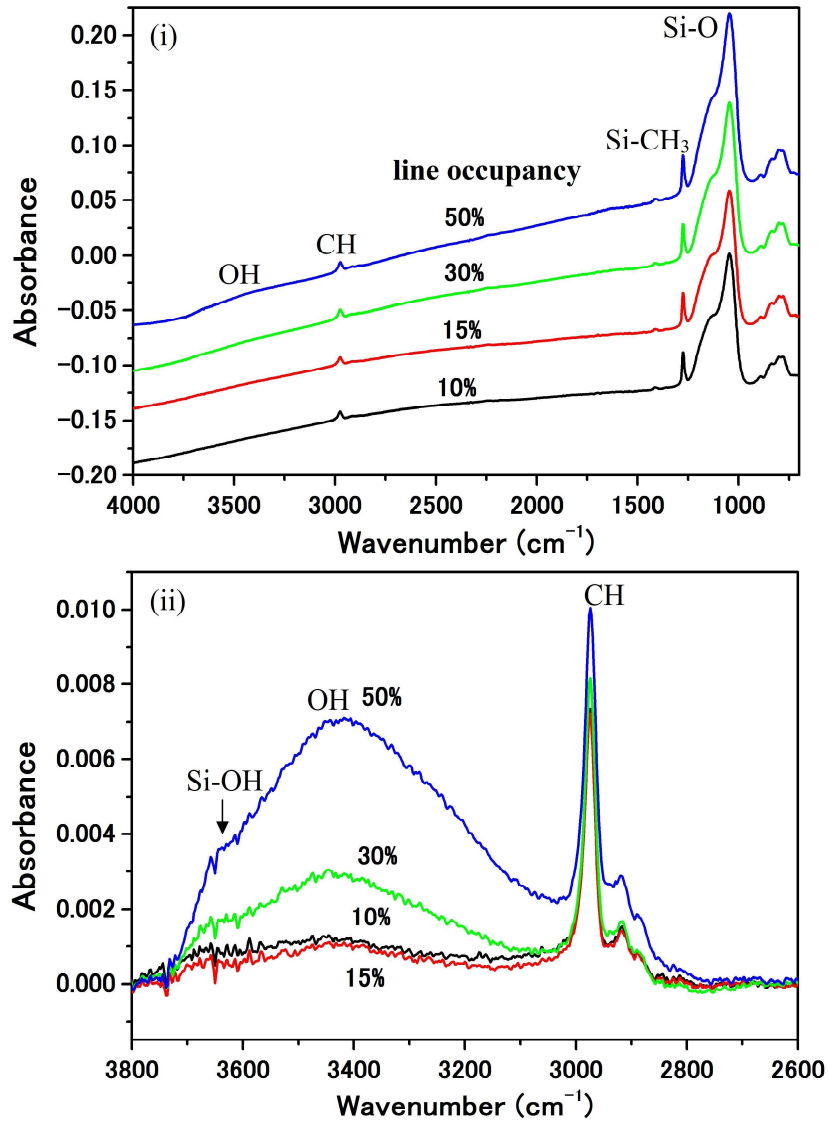 (i)
Si-O
Si-CH₃
line occupancy
50%
30%
15%
10%
OH
CH
0.20
0.15
0.10
0.05
0.00
−0.05
−0.10
−0.15
−0.20
Absorbance
4000 3500 3000 2500 2000 1500 1000
Wavenumber (cm⁻¹)
(ii)
CH
OH
50%
Si-OH
30%
10%
15%
0.010
0.008
0.006
0.004
0.002
0.000
Absorbance
3800 3600 3400 3200 3000 2800 2600
Wavenumber (cm⁻¹)